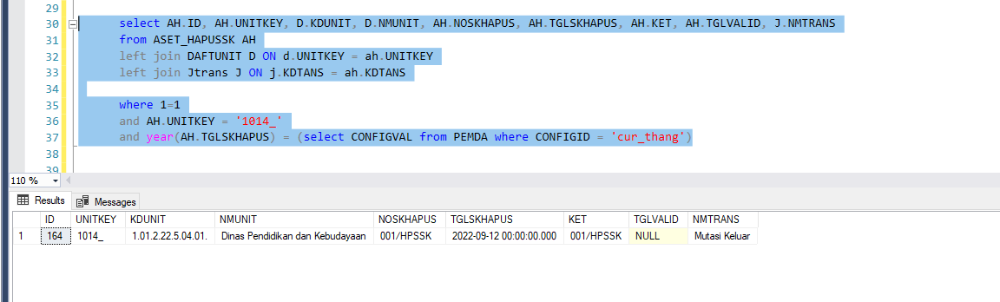 29
30 select AH.ID, AH.UNITKEY, D.KDUNIT, D.NMUNIT, AH.NOSKHAPUS, AH.TGLSKHAPUS, AH.KET, AH.TGLVALID, J.NMTRANS
31 from ASET_HAPUSSK AH
32 left join DAFTUNIT D ON d.UNITKEY = ah.UNITKEY
33 left join Jtrans J ON j.KDTANS = ah.KDTANS
34
35 where 1=1
36 and AH.UNITKEY = '1014_'
37 and year(AH.TGLSKHAPUS) = (select CONFIGVAL from PEMDA where CONFIGID = 'cur_thang')
38
39
110 %
Results Messages
ID UNITKEY KDUNIT NMUNIT NOSKHAPUS TGLSKHAPUS KET TGLVALID NMTRANS
1 164 1014_ 1.01.2.22.5.04.01. Dinas Pendidikan dan Kebudayaan 001/HPSSK 2022-09-12 00:00:00.000 001/HPSSK NULL Mutasi Keluar